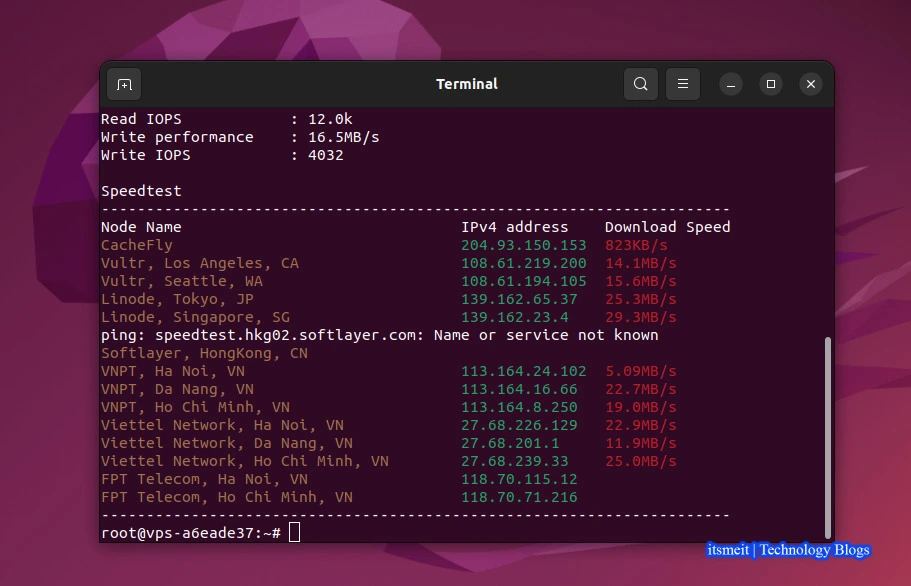 Terminal
Read IOPS : 12.0k
Write performance : 16.5MB/s
Write IOPS : 4032
Speedtest
----------------------------------------------------------------------
Node Name IPv4 address Download Speed
CacheFly 204.93.150.153 823KB/s
Vultr, Los Angeles, CA 108.61.219.200 14.1MB/s
Vultr, Seattle, WA 108.61.194.105 15.6MB/s
Linode, Tokyo, JP 139.162.65.37 25.3MB/s
Linode, Singapore, SG 139.162.23.4 29.3MB/s
ping: speedtest.hkg02.softlayer.com: Name or service not known
Softlayer, HongKong, CN
VNPT, Ha Noi, VN 113.164.24.102 5.09MB/s
VNPT, Da Nang, VN 113.164.16.66 22.7MB/s
VNPT, Ho Chi Minh, VN 113.164.8.250 19.0MB/s
Viettel Network, Ha Noi, VN 27.68.226.129 22.9MB/s
Viettel Network, Da Nang, VN 27.68.201.1 11.9MB/s
Viettel Network, Ho Chi Minh, VN 27.68.239.33 25.0MB/s
FPT Telecom, Ha Noi, VN 118.70.115.12
FPT Telecom, Ho Chi Minh, VN 118.70.71.216
----------------------------------------------------------------------
root@vps-a6eade37:~#
itsmeit | Technology Blogs